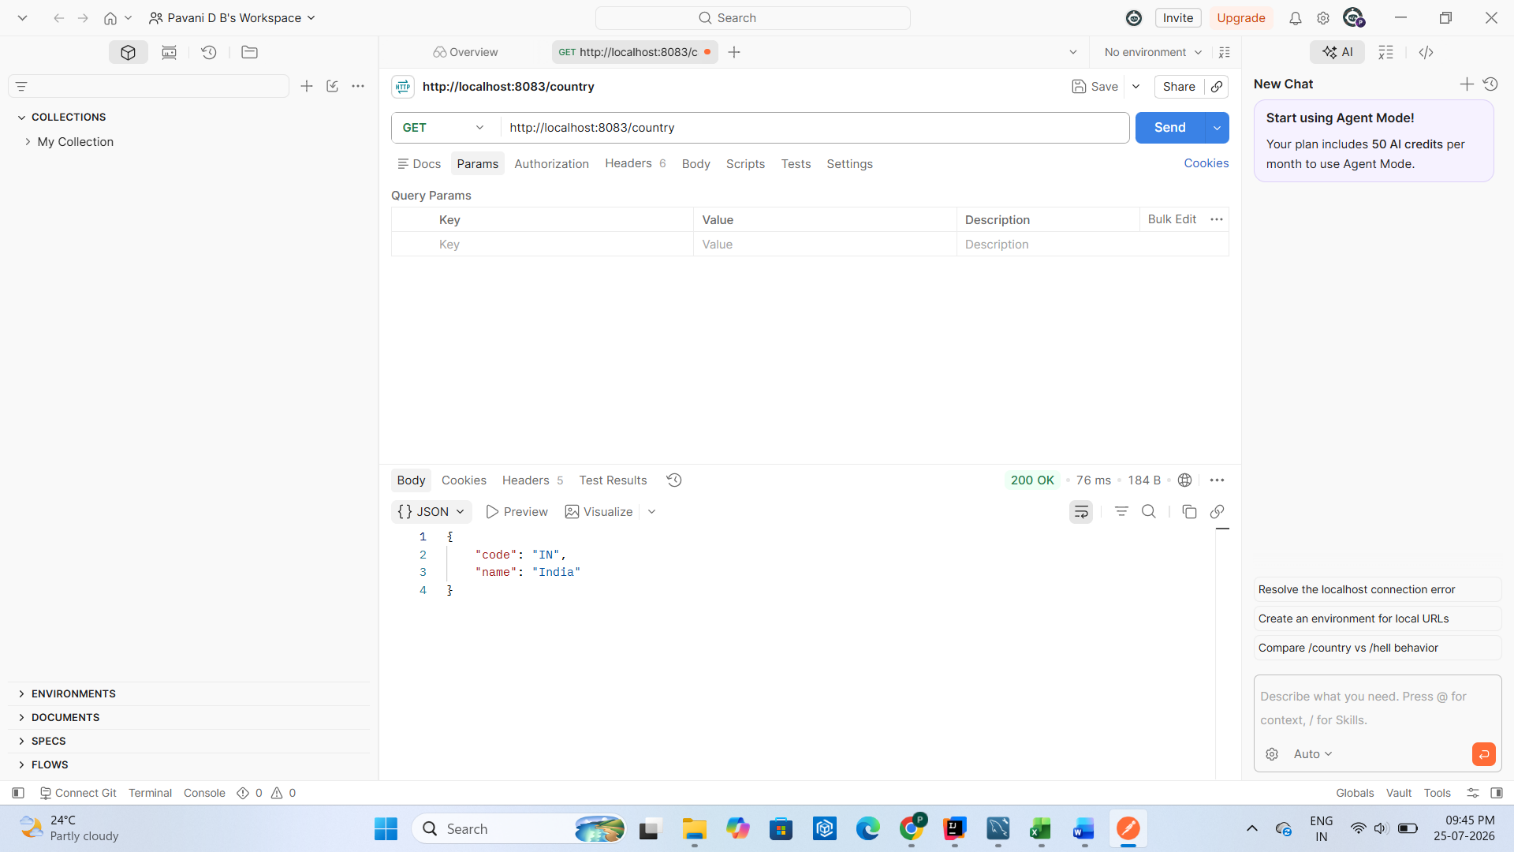 Pavani D B's Workspace
Search
Invite
Upgrade
Overview
GET http://localhost:8083/c
No environment
AI
HTTP
http://localhost:8083/country
Save
Share
New Chat
COLLECTIONS
My Collection
GET
http://localhost:8083/country
Send
Start using Agent Mode!
Your plan includes 50 AI credits per
month to use Agent Mode.
Docs
Params
Authorization
Headers 6
Body
Scripts
Tests
Settings
Cookies
Query Params
Key
Value
Description
Bulk Edit
Key
Value
Description
Body
Cookies
Headers 5
Test Results
200 OK
76 ms
184 B
{ } JSON
Preview
Visualize
1 {
2 "code": "IN",
3 "name": "India"
4 }
Resolve the localhost connection error
Create an environment for local URLs
Compare /country vs /hell behavior
Describe what you need. Press @ for
context, / for Skills.
Auto
ENVIRONMENTS
DOCUMENTS
SPECS
FLOWS
Connect Git
Terminal
Console
0
0
Globals
Vault
Tools
24°C
Partly cloudy
Search
ENG
IN
09:45 PM
25-07-2026